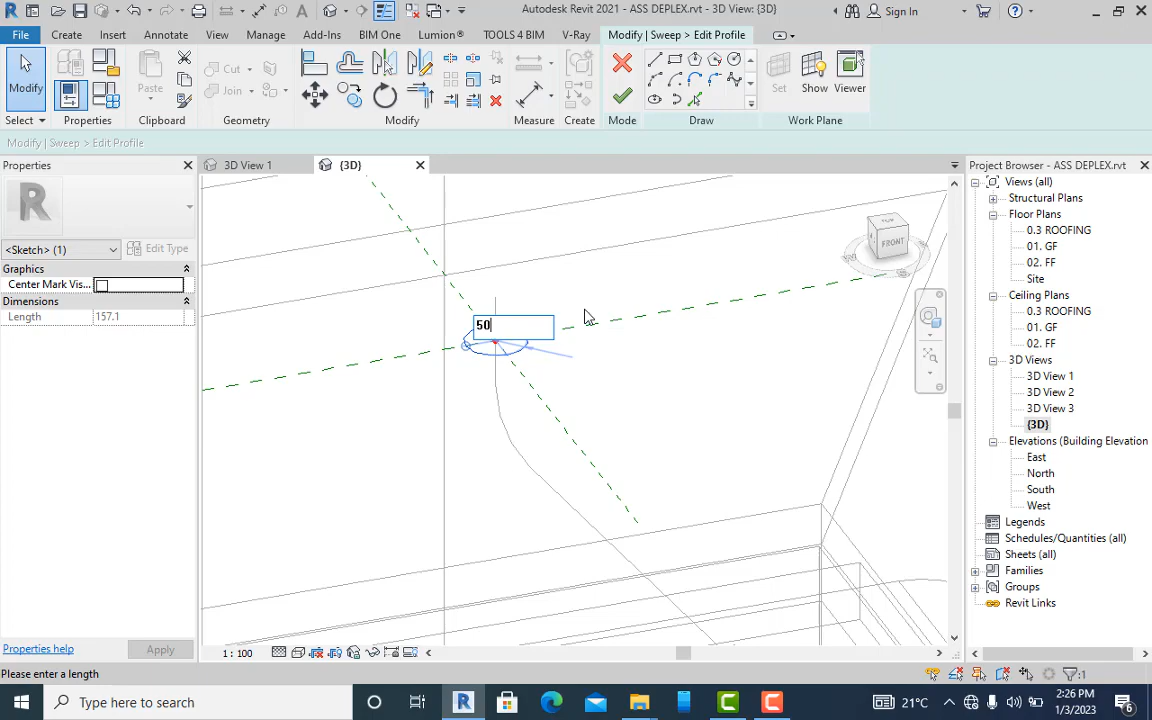 Autodesk Revit 2021 - ASS DEPLEX.rvt - 3D View: {3D}
Sign In
File
Create
Insert
Annotate
View
Manage
Add-Ins
BIM One
Lumion®
TOOLS 4 BIM
V-Ray
Modify | Sweep > Edit Profile
Modify
Paste
Cut
Join
Set
Show
Viewer
Select
Properties
Clipboard
Geometry
Modify
Measure
Create
Mode
Draw
Work Plane
Modify | Sweep > Edit Profile
Properties
<Sketch> (1)
Edit Type
Graphics
Center Mark Vis...
Dimensions
Length
157.1
Properties help
Apply
3D View 1
{3D}
50
FRONT
1 : 100
Project Browser - ASS DEPLEX.rvt
Views (all)
Structural Plans
Floor Plans
0.3 ROOFING
01. GF
02. FF
Site
Ceiling Plans
0.3 ROOFING
01. GF
02. FF
3D Views
3D View 1
3D View 2
3D View 3
{3D}
Elevations (Building Elevation
East
North
South
West
Legends
Schedules/Quantities (all)
Sheets (all)
Families
Groups
Revit Links
Please enter a length
:1
Type here to search
21°C
2:26 PM
1/3/2023
6